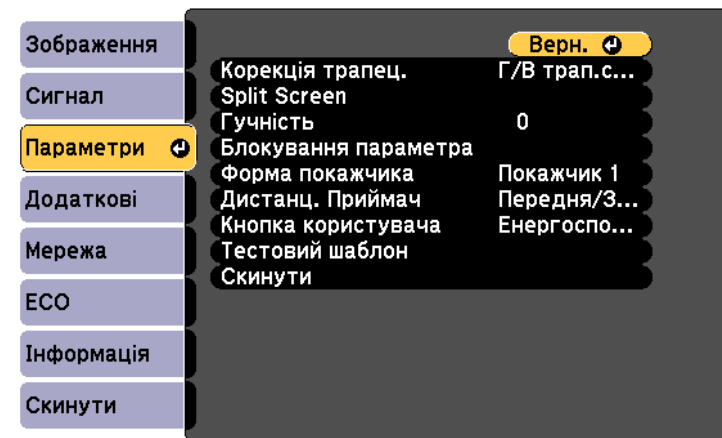 Зображення
Сигнал
Параметри
Додаткові
Мережа
ECO
Інформація
Скинути
Верн.
Корекція трапец. Г/В трап.с...
Split Screen
Гучність 0
Блокування параметра
Форма покажчика Покажчик 1
Дистанц. Приймач Передня/З...
Кнопка користувача Енергоспо...
Тестовий шаблон
Скинути